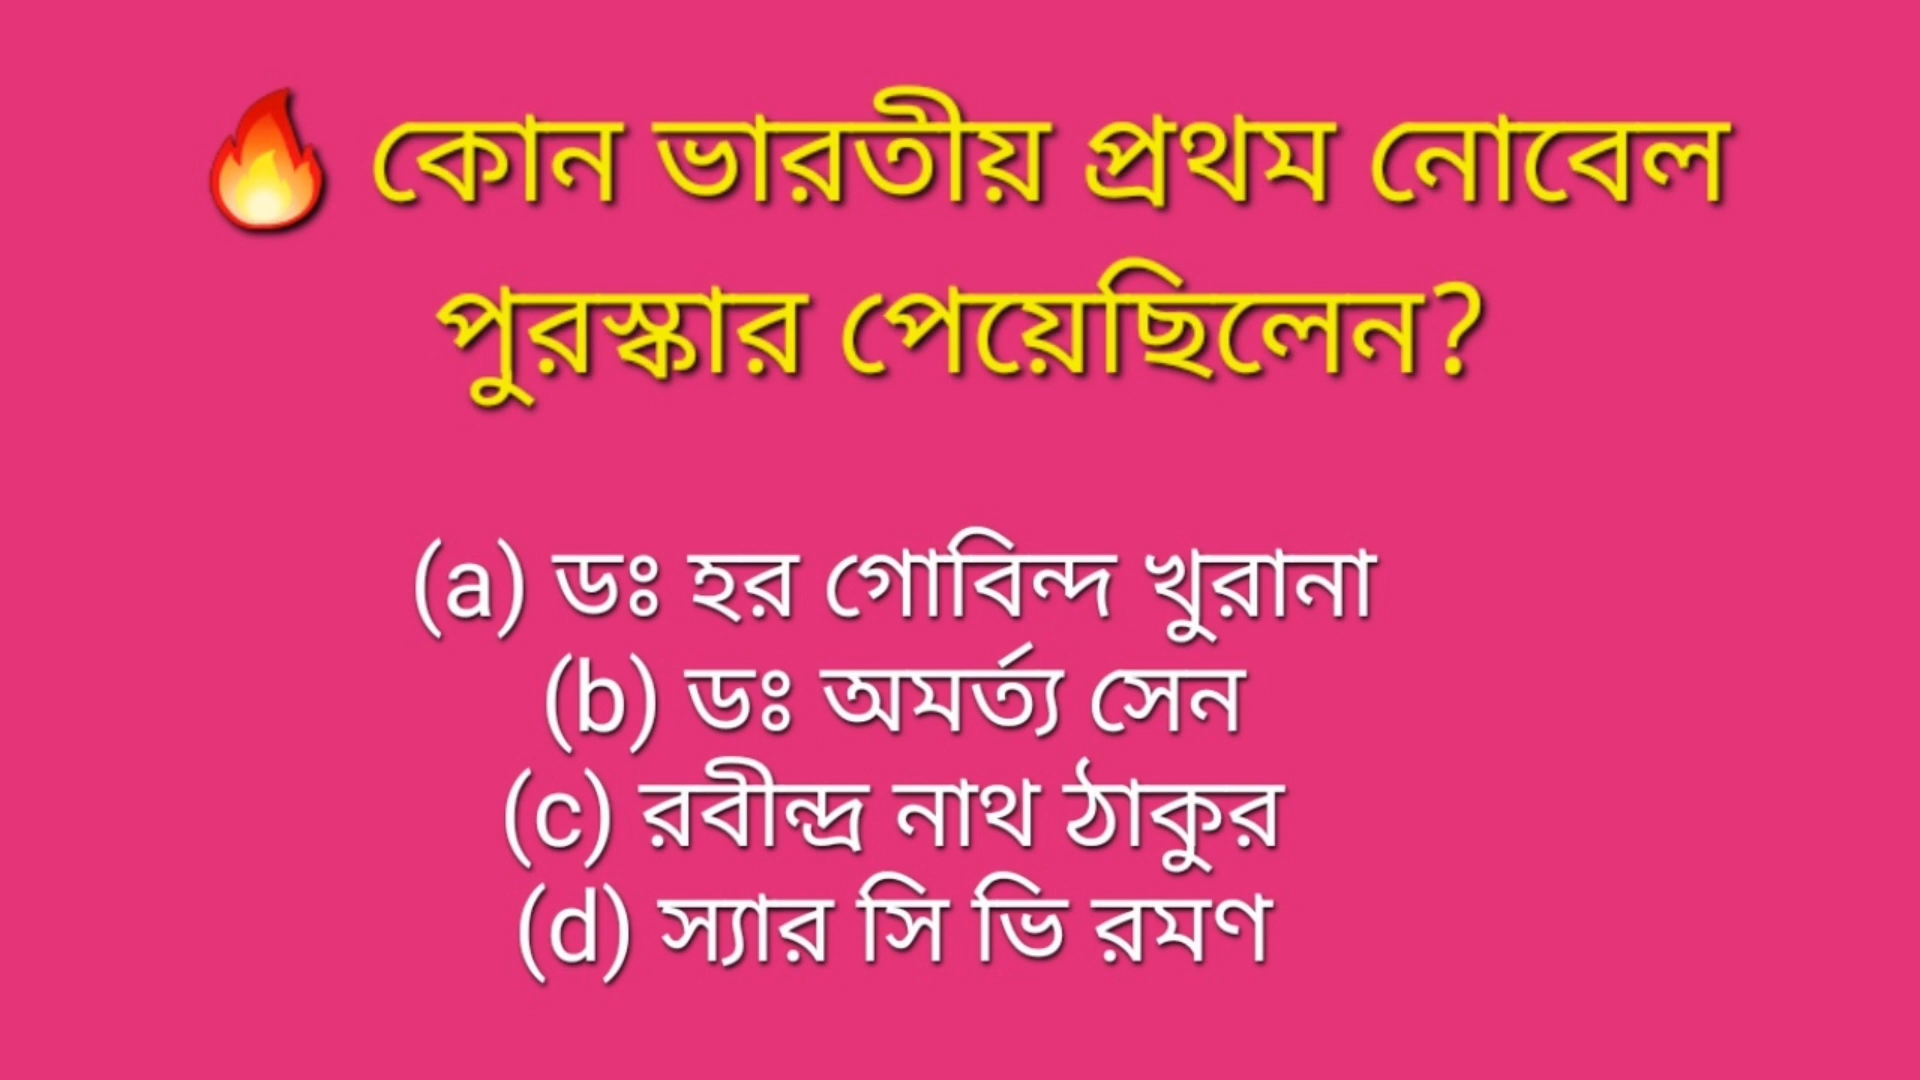 🔥 কোন ভারতীয় প্রথম নোবেল
পুরস্কার পেয়েছিলেন?
(a) ডঃ হর গোবিন্দ খুরানা
(b) ডঃ অমর্ত্য সেন
(c) রবীন্দ্র নাথ ঠাকুর
(d) স্যার সি ভি রমণ